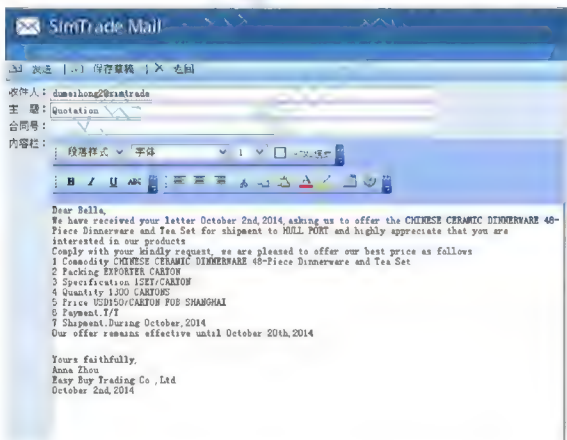 SimTrade Mail
发送 保存草稿 X 返回
收件人:
主 题: Quotation
合同号:
内容栏:
段落样式 字体 1
B I U ABC
Dear Bella,
We have received your letter October 2nd,2014,asking us to offer the CHINESE CERAMIC DINNERWARE 48-
Piece Dinnerware and Tea Set for shipment to HULL PORT and highly appreciate that you are
interested in our products
Comply with your kindly request, we are pleased to offer our best price as follows
1 Commodity CHINESE CERAMIC DINNERWARE 48-Piece Dinnerware and Tea Set
2 Packing EXPORTER CARTON
3 Specification 1SET/CARTON
4 Quantity 1300 CARTONS
5 Price USD150/CARTON FOB SHANGHAI
6 Payment.T/T
7 Shipment.During October,2014
Our offer remains effective until October 20th,2014
Yours faithfully,
Anna Zhou
Easy Buy Trading Co ,Ltd
October 2nd,2014